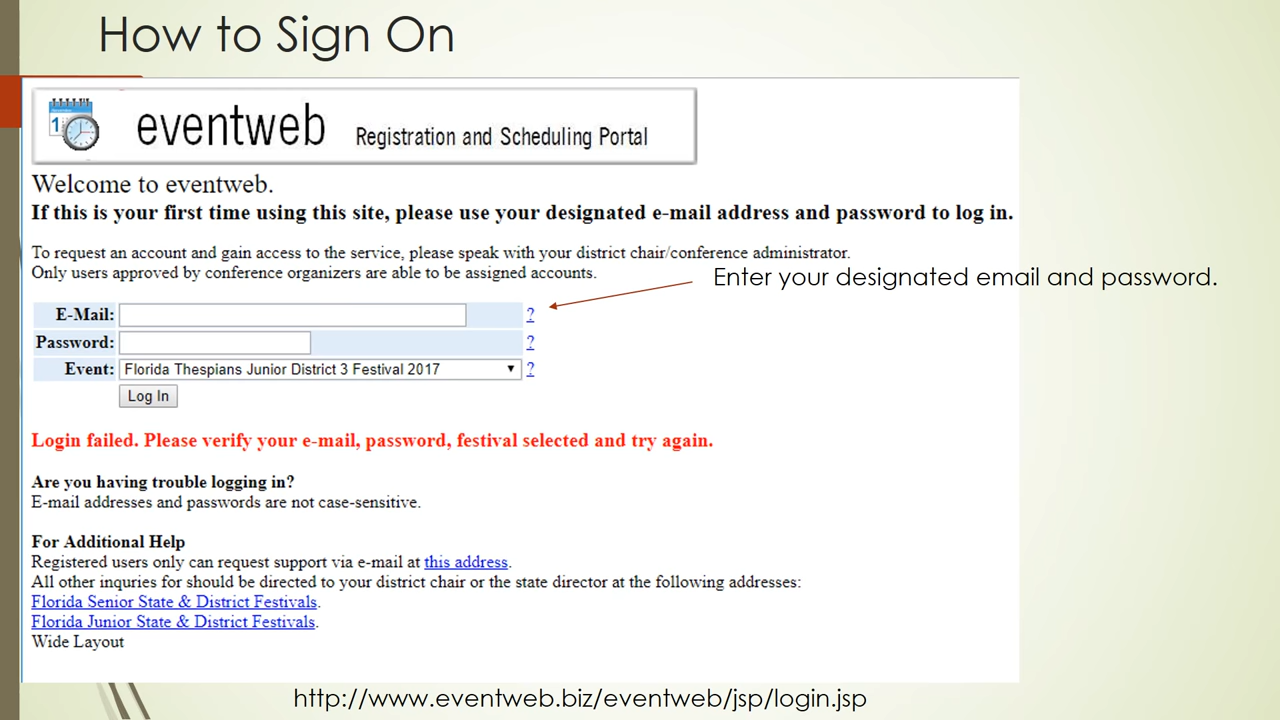 How to Sign On
1
eventweb Registration and Scheduling Portal
Welcome to eventweb.
If this is your first time using this site, please use your designated e-mail address and password to log in.
To request an account and gain access to the service, please speak with your district chair/conference administrator.
Only users approved by conference organizers are able to be assigned accounts.
Enter your designated email and password.
E-Mail: ?
Password: ?
Event: Florida Thespians Junior District 3 Festival 2017 ?
Log In
Login failed. Please verify your e-mail, password, festival selected and try again.
Are you having trouble logging in?
E-mail addresses and passwords are not case-sensitive.
For Additional Help
Registered users only can request support via e-mail at this address.
All other inquries for should be directed to your district chair or the state director at the following addresses:
Florida Senior State & District Festivals.
Florida Junior State & District Festivals.
Wide Layout
http://www.eventweb.biz/eventweb/jsp/login.jsp